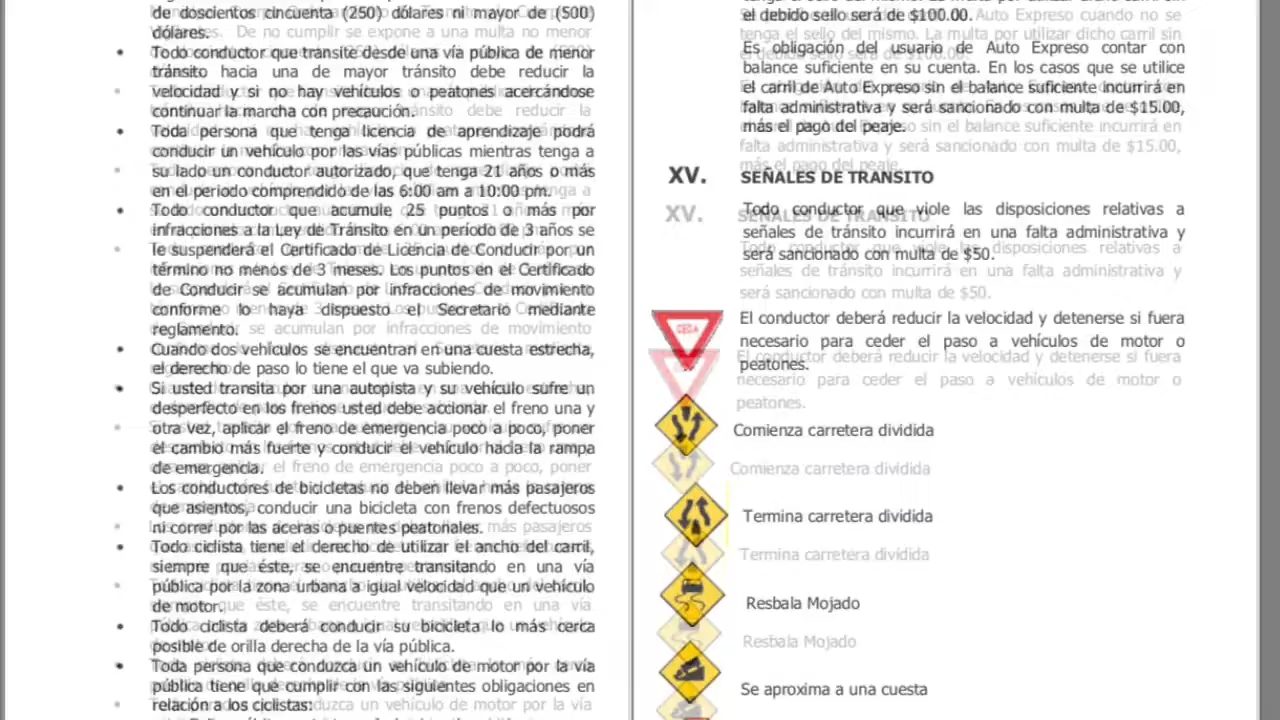 de doscientos cincuenta (250) dólares ni mayor de (500)
dólares.
• Todo conductor que transite desde una vía pública de menor
tránsito hacia una de mayor tránsito debe reducir la
velocidad y si no hay vehículos o peatones acercándose
continuar la marcha con precaución.
• Toda persona que tenga licencia de aprendizaje podrá
conducir un vehículo por las vías públicas mientras tenga a
su lado un conductor autorizado, que tenga 21 años o más
en el periodo comprendido de las 6:00 am a 10:00 pm.
• Todo conductor que acumule 25 puntos o más por
infracciones a la Ley de Tránsito en un período de 3 años se
le suspenderá el Certificado de Licencia de Conducir por un
término no menos de 3 meses. Los puntos en el Certificado
de Conducir se acumulan por infracciones de movimiento
conforme lo haya dispuesto el Secretario mediante
reglamento.
• Cuando dos vehículos se encuentran en una cuesta estrecha,
el derecho de paso lo tiene el que va subiendo.
• Si usted transita por una autopista y su vehículo sufre un
desperfecto en los frenos usted debe accionar el freno una y
otra vez, aplicar el freno de emergencia poco a poco, poner
el cambio más fuerte y conducir el vehículo hacia la rampa
de emergencia.
• Los conductores de bicicletas no deben llevar más pasajeros
que asientos, conducir una bicicleta con frenos defectuosos
ni correr por las aceras o puentes peatonales.
• Todo ciclista tiene el derecho de utilizar el ancho del carril,
siempre que éste, se encuentre transitando en una vía
pública por la zona urbana a igual velocidad que un vehículo
de motor.
• Todo ciclista deberá conducir su bicicleta lo más cerca
posible de orilla derecha de la vía pública.
• Toda persona que conduzca un vehículo de motor por la vía
pública tiene que cumplir con las siguientes obligaciones en
relación a los ciclistas:
el debido sello será de $100.00.
Es obligación del usuario de Auto Expreso contar con
balance suficiente en su cuenta. En los casos que se utilice
el carril de Auto Expreso sin el balance suficiente incurrirá en
falta administrativa y será sancionado con multa de $15.00,
más el pago del peaje.
XV. SEÑALES DE TRANSITO
Todo conductor que viole las disposiciones relativas a
señales de tránsito incurrirá en una falta administrativa y
será sancionado con multa de $50.
CEDA
El conductor deberá reducir la velocidad y detenerse si fuera
necesario para ceder el paso a vehículos de motor o
peatones.
Comienza carretera dividida
Termina carretera dividida
Resbala Mojado
Se aproxima a una cuesta